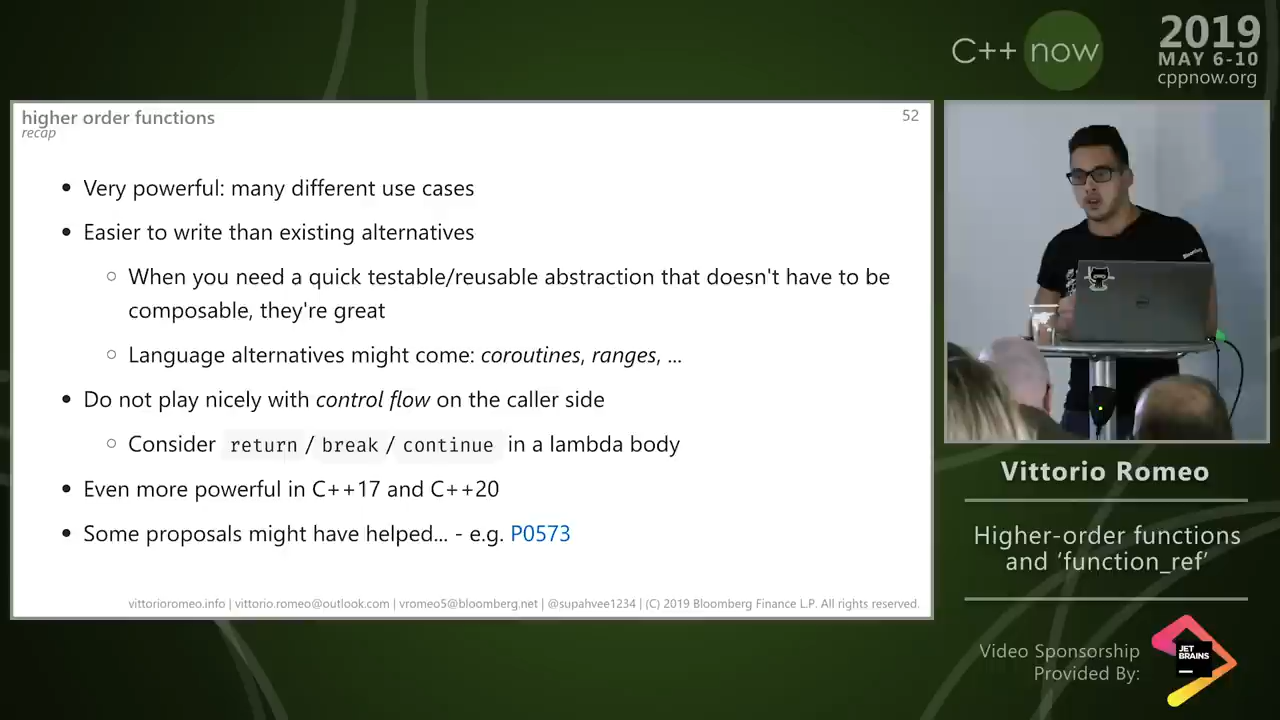 C++ now
2019
MAY 6-10
cppnow.org
higher order functions
recap
52
• Very powerful: many different use cases
• Easier to write than existing alternatives
○ When you need a quick testable/reusable abstraction that doesn't have to be
composable, they're great
○ Language alternatives might come: coroutines, ranges, ...
• Do not play nicely with control flow on the caller side
○ Consider return / break / continue in a lambda body
• Even more powerful in C++17 and C++20
• Some proposals might have helped... - e.g. P0573
vittorioromeo.info | vittorio.romeo@outlook.com | vromeo5@bloomberg.net | @supahvee1234 | (C) 2019 Bloomberg Finance L.P. All rights reserved.
Bloomberg
DELL
Vittorio Romeo
Higher-order functions
and ‘function_ref’
Video Sponsorship
Provided By:
JET
BRAINS